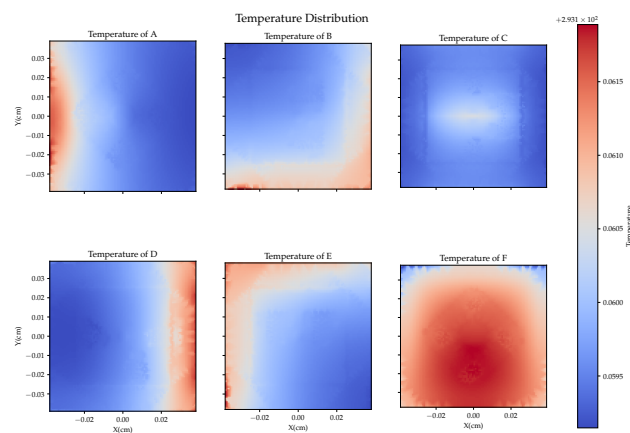 Temperature Distribution
+2.931 × 10²
Temperature of A
Temperature of B
Temperature of C
0.03
0.02
0.01
0.00
−0.01
−0.02
−0.03
Y(cm)
0.0615
0.0610
0.0605
0.0600
0.0595
Temperature
Temperature of D
Temperature of E
Temperature of F
0.03
0.02
0.01
0.00
−0.01
−0.02
−0.03
Y(cm)
−0.02 0.00 0.02
X(cm)
−0.02 0.00 0.02
X(cm)
−0.02 0.00 0.02
X(cm)